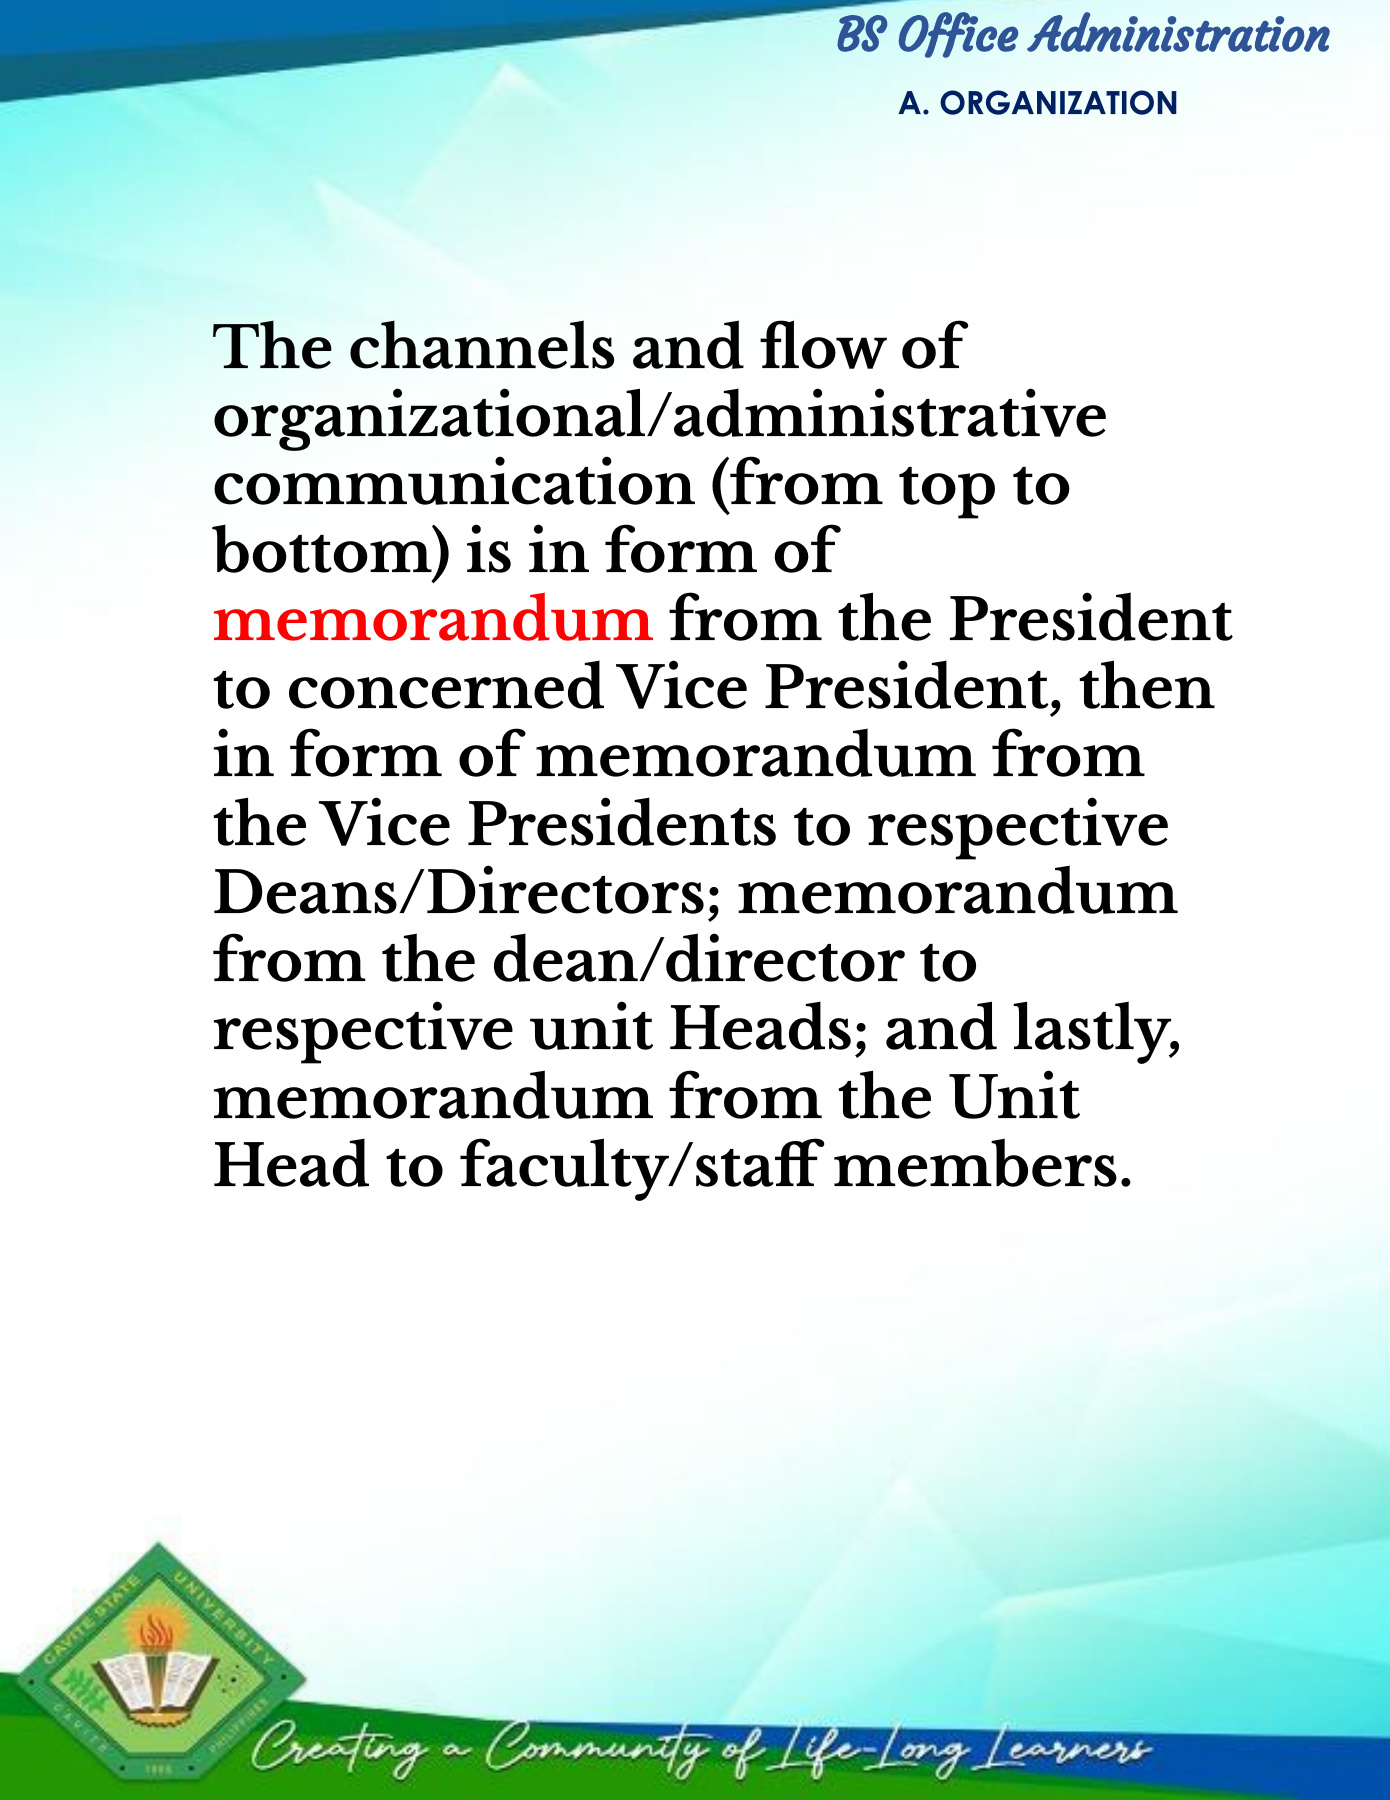 BS Office Administration
A. ORGANIZATION
The channels and flow of
organizational/administrative
communication (from top to
bottom) is in form of
memorandum from the President
to concerned Vice President, then
in form of memorandum from
the Vice Presidents to respective
Deans/Directors; memorandum
from the dean/director to
respective unit Heads; and lastly,
memorandum from the Unit
Head to faculty/staff members.
CAVITE STATE UNIVERSITY
CAVITE
PHILIPPINES
Creating a Community of Life-Long Learners